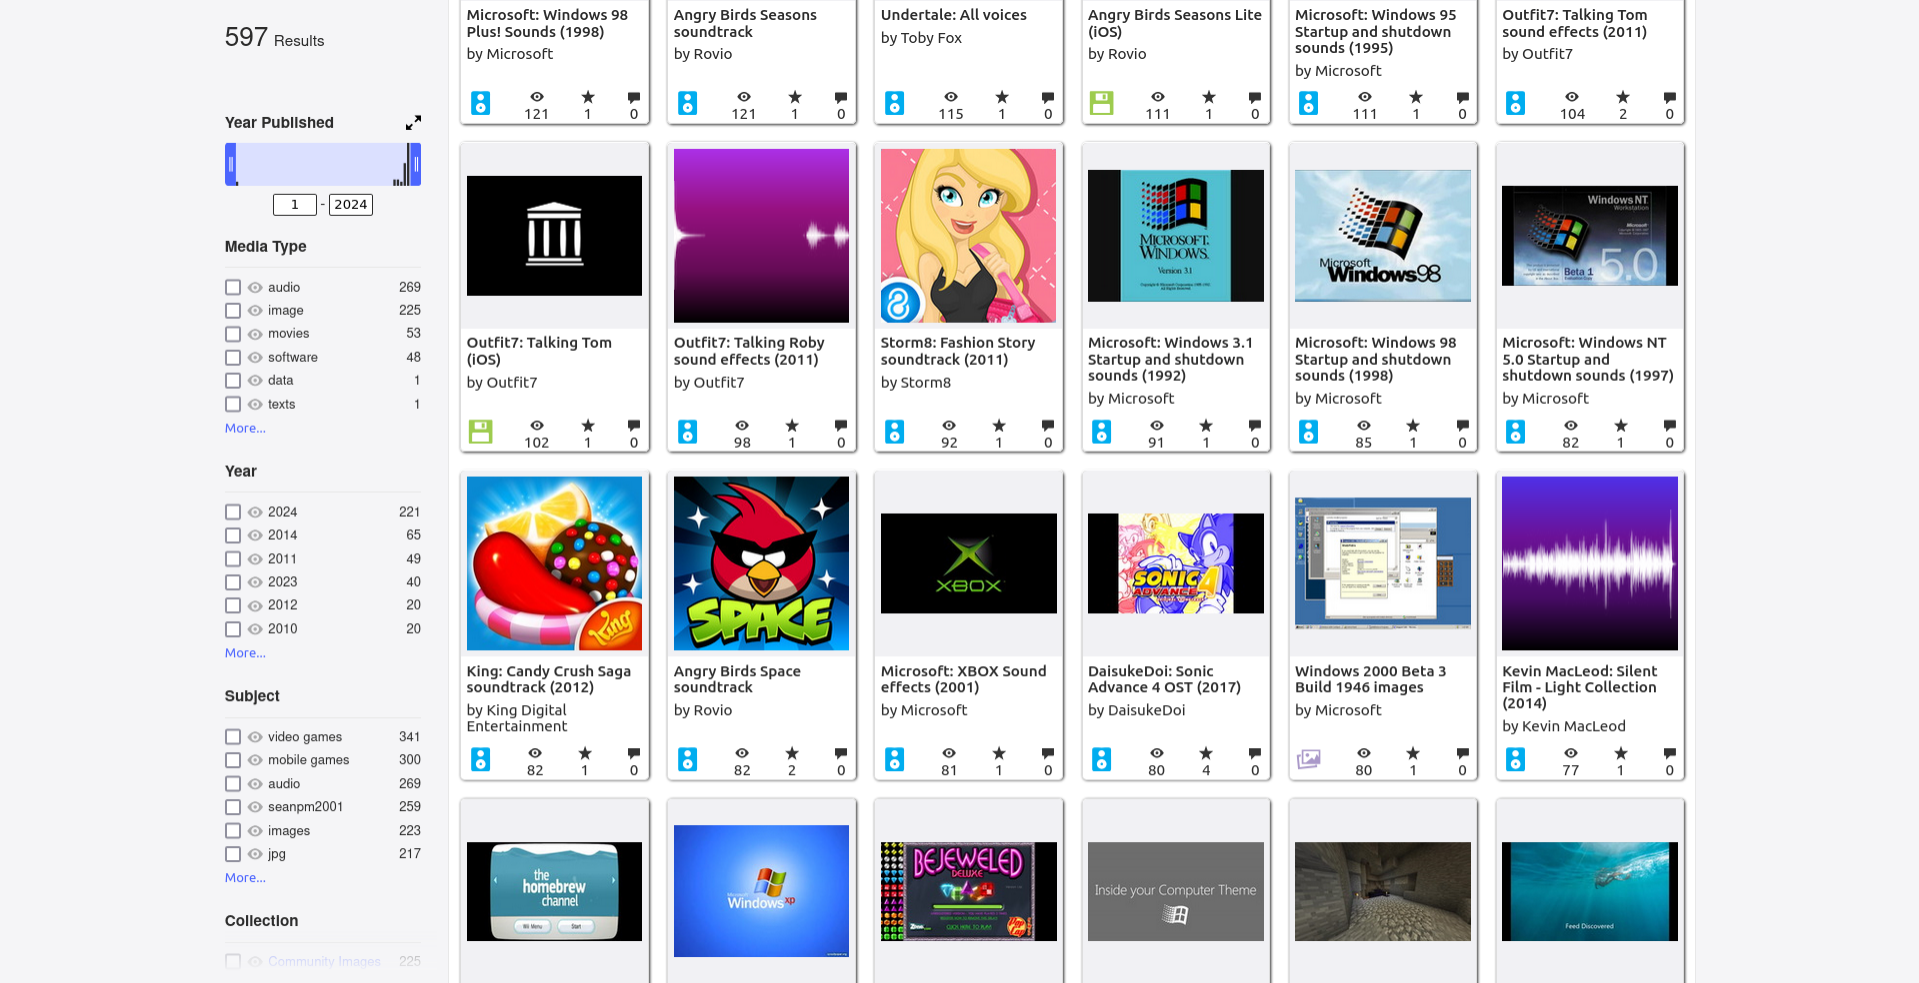 597 Results
Year Published
1 - 2024
Media Type
audio 269
image 225
movies 53
software 48
data 1
texts 1
More...
Year
2024 221
2014 65
2011 49
2023 40
2012 20
2010 20
More...
Subject
video games 341
mobile games 300
audio 269
seanpm2001 259
images 223
jpg 217
More...
Collection
Community Images 225
Microsoft: Windows 98
Plus! Sounds (1998)
by Microsoft
121 1 0
Angry Birds Seasons
soundtrack
by Rovio
121 1 0
Undertale: All voices
by Toby Fox
115 1 0
Angry Birds Seasons Lite
(iOS)
by Rovio
111 1 0
Microsoft: Windows 95
Startup and shutdown
sounds (1995)
by Microsoft
111 1 0
Outfit7: Talking Tom
sound effects (2011)
by Outfit7
104 2 0
Outfit7: Talking Tom
(iOS)
by Outfit7
102 1 0
Outfit7: Talking Roby
sound effects (2011)
by Outfit7
98 1 0
Storm8: Fashion Story
soundtrack (2011)
by Storm8
92 1 0
MICROSOFT.
WINDOWS.
Version 3.1
Microsoft: Windows 3.1
Startup and shutdown
sounds (1992)
by Microsoft
91 1 0
Microsoft
Windows98
Microsoft: Windows 98
Startup and shutdown
sounds (1998)
by Microsoft
85 1 0
Windows NT
Workstation
Beta 1
5.0
Microsoft: Windows NT
5.0 Startup and
shutdown sounds (1997)
by Microsoft
82 1 0
King
King: Candy Crush Saga
soundtrack (2012)
by King Digital
Entertainment
82 1 0
SPACE
Angry Birds Space
soundtrack
by Rovio
82 2 0
XBOX
Microsoft: XBOX Sound
effects (2001)
by Microsoft
81 1 0
SONIC
ADVANCE
4
DaisukeDoi: Sonic
Advance 4 OST (2017)
by DaisukeDoi
80 4 0
Windows 2000 Beta 3
Build 1946 images
by Microsoft
80 1 0
Kevin MacLeod: Silent
Film - Light Collection
(2014)
by Kevin MacLeod
77 1 0
the
homebrew
channel
Wii Menu Start
Microsoft
Windows xp
BEJEWELED
DELUXE
CLICK HERE TO PLAY!
Inside your Computer Theme
Feed Discovered